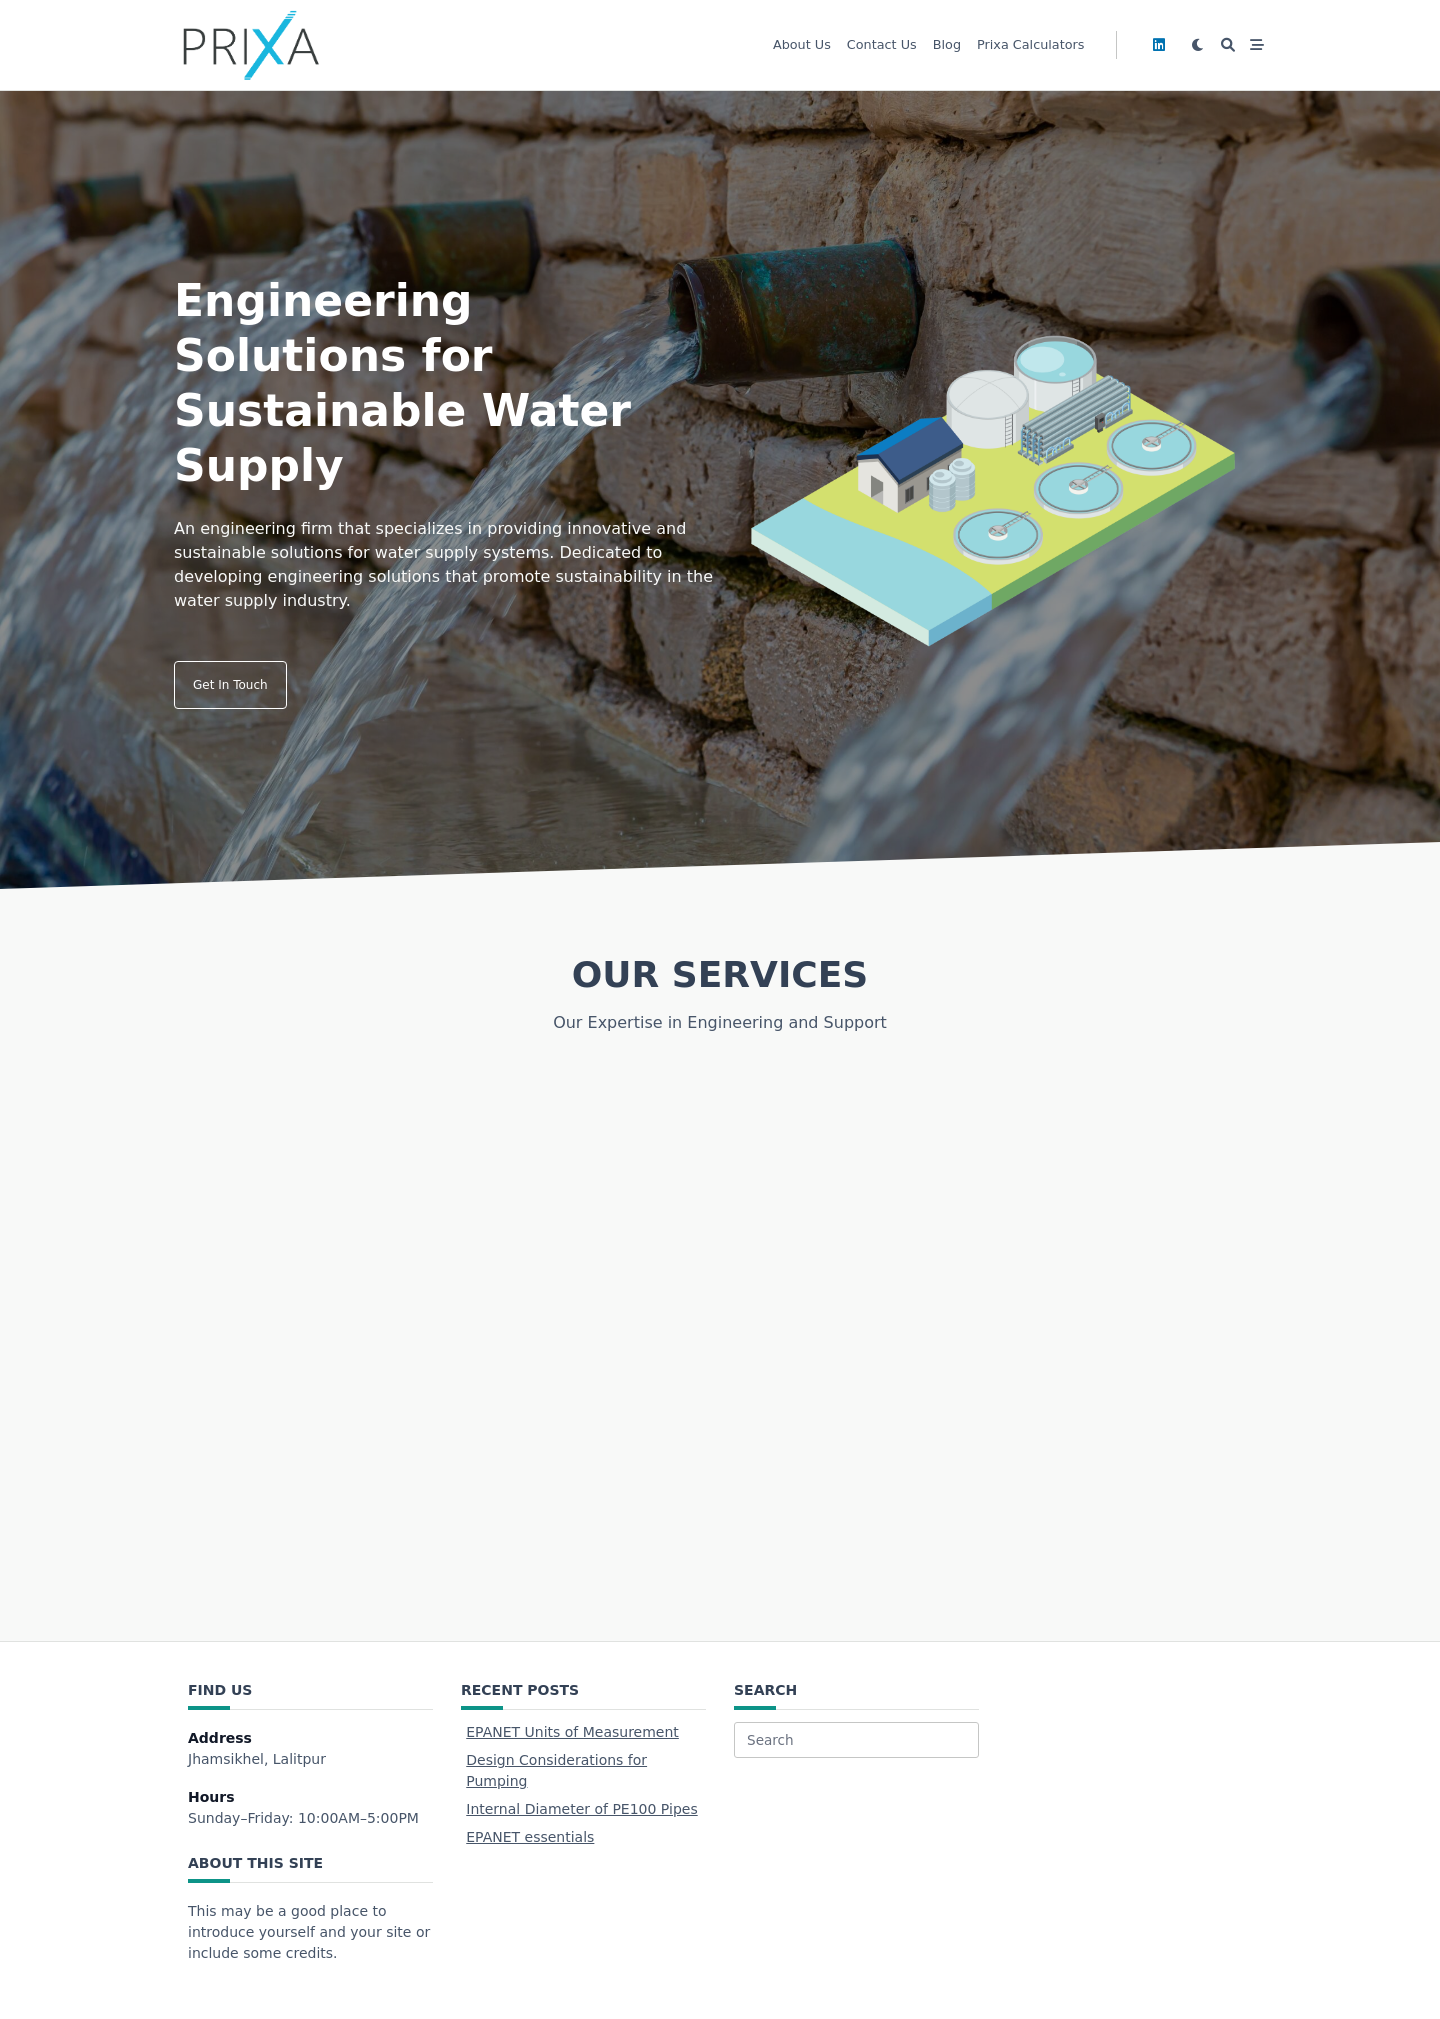 PRIXA
About Us Contact Us Blog Prixa Calculators
Engineering
Solutions for
Sustainable Water
Supply
An engineering firm that specializes in providing innovative and
sustainable solutions for water supply systems. Dedicated to
developing engineering solutions that promote sustainability in the
water supply industry.
Get In Touch
OUR SERVICES
Our Expertise in Engineering and Support
FIND US
Address
Jhamsikhel, Lalitpur
Hours
Sunday–Friday: 10:00AM–5:00PM
ABOUT THIS SITE
This may be a good place to
introduce yourself and your site or
include some credits.
RECENT POSTS
EPANET Units of Measurement
Design Considerations for
Pumping
Internal Diameter of PE100 Pipes
EPANET essentials
SEARCH
Search